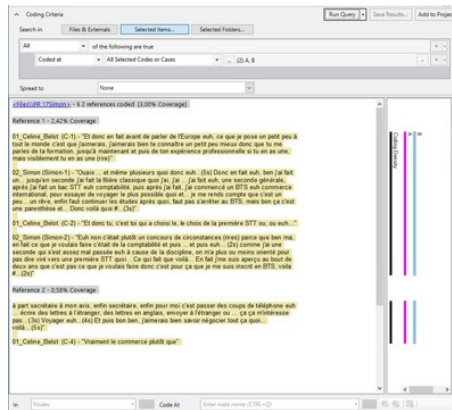 Coding Criteria
Run Query
Save Results...
Add to Project
Search in
Files & Externals
Selected Items...
Selected Folders...
All
of the following are true
Coded at
All Selected Codes or Cases
...
(2) A, B
Spread to
None
<Files\\FR_17Simon> - § 2 references coded (3,00% Coverage)
Reference 1 - 2,42% Coverage
01_Celine_Belot (C-1) - "Et donc en fait avant de parler de l'Europe euh, ce que je pose un petit peu à
tout le monde c'est que j'aimerais, j'aimerais bien te connaître un petit peu mieux donc que tu me
parles de ta formation, jusqu'à maintenant et puis de ton expérience professionnelle si tu en as une,
mais visiblement tu en as une (rire)".
02_Simon (Simon-1) - "Ouais ... et même plusieurs quoi donc euh.. (5s) Donc en fait euh, ben j'ai fait
un... jusqu'en seconde j'ai fait la filière classique quoi j'ai, j'ai ... j'ai fait euh, une seconde générale,
après j'ai fait un bac STT euh comptabilité, puis après j'ai fait, j'ai commencé un BTS euh commerce
international, pour essayer de voyager le plus possible quoi et ... je me rends compte que c'est un
peu... un rêve, enfin faut continuer les études après quoi, faut pas s'arrêter au BTS, mais bon ça c'est
une parenthèse et... Donc voilà quoi #... (3s)".
01_Celine_Belot (C-2) - "Et donc tu, c'est toi qui a choisi le, le choix de la première STT ou, ou euh..."
02_Simon (Simon-2) - "Euh non c'était plutôt un concours de circonstances (rires) parce que ben ma,
en fait ce que je voulais faire c'était de la comptabilité et puis ... et puis euh... (2s) comme j'ai une
seconde qui s'est assez mal passée euh à cause de la discipline, on m'a plus ou moins orienté pour
pas dire viré vers une première STT quoi... Ce qui fait que voilà... En fait j'me suis aperçu au bout de
deux ans que c'est pas ce que je voulais faire donc c'est pour ça que je me suis inscrit en BTS, voilà
#...(2s)"
Reference 2 - 0,58% Coverage
à part secrétaire à mon avis, enfin secrétaire, enfin pour moi c'est passer des coups de téléphone euh
... écrire des lettres à l'étranger, des lettres en anglais, envoyer à l'étranger ou ... ça ça m'intéresse
pas...(3s) Voyager euh...(4s) Et puis bon ben, j'aimerais bien savoir négocier tout ça quoi...
voilà...(5s)".
01_Celine_Belot (C-4) - "Vraiment le commerce plutôt que".
Coding Density
A
B
In
Nodes
Code At
Enter node name (CTRL+Q)